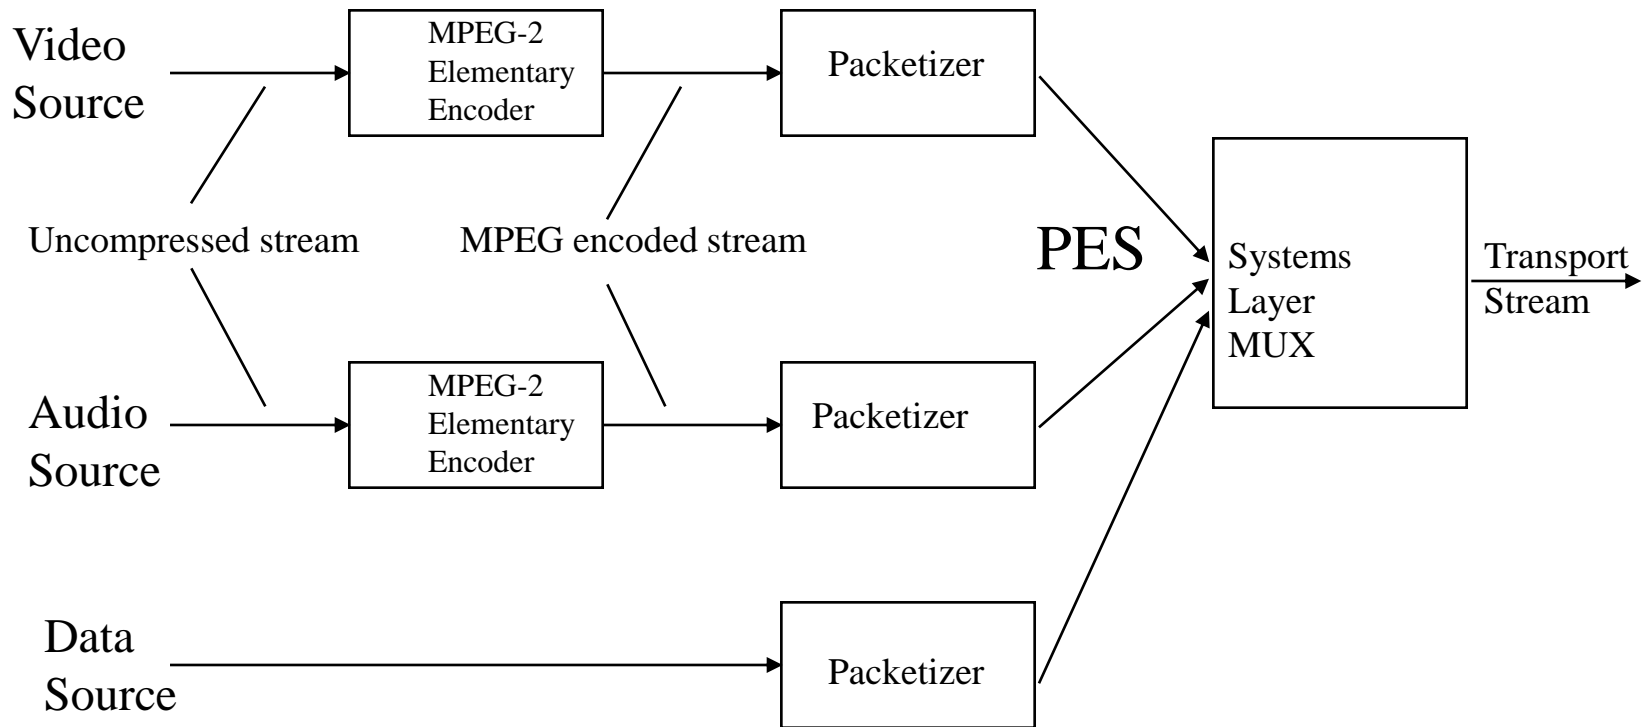 Video
Source
MPEG-2
Elementary
Encoder
Packetizer
Uncompressed stream
MPEG encoded stream
PES
Systems
Layer
MUX
Transport
Stream
Audio
Source
MPEG-2
Elementary
Encoder
Packetizer
Data
Source
Packetizer